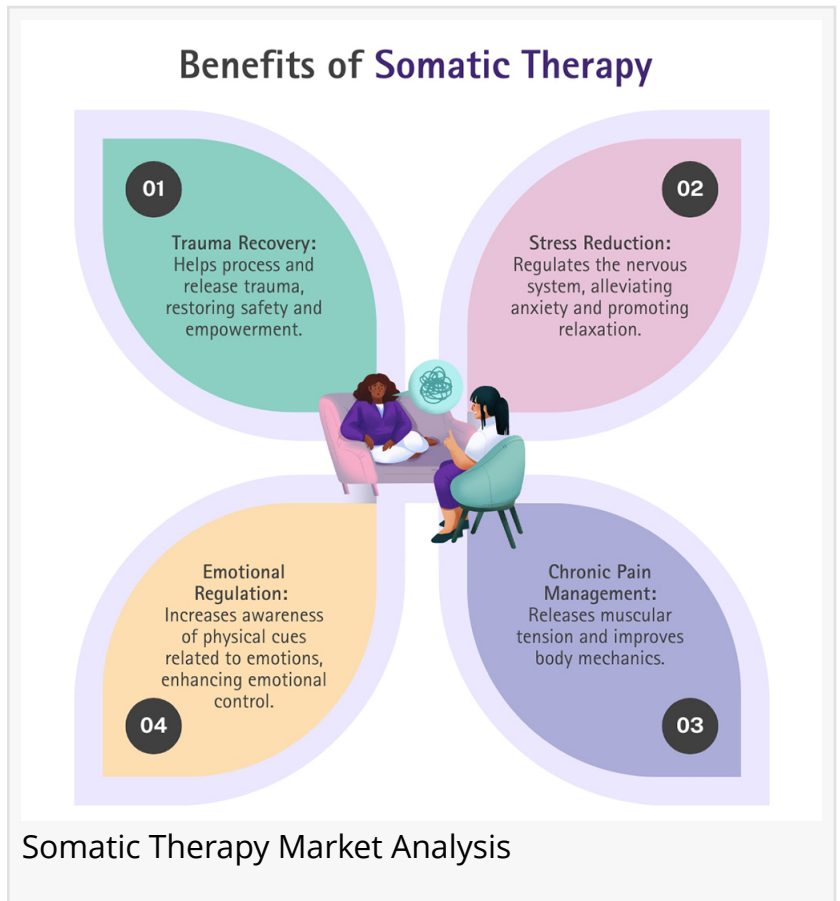 Benefits of Somatic Therapy
01
Trauma Recovery:
Helps process and
release trauma,
restoring safety and
empowerment.
02
Stress Reduction:
Regulates the nervous
system, alleviating
anxiety and promoting
relaxation.
Chronic Pain
Management:
Releases muscular
tension and improves
body mechanics.
03
Emotional
Regulation:
Increases awareness
of physical cues
related to emotions,
enhancing emotional
control.
04
Somatic Therapy Market Analysis